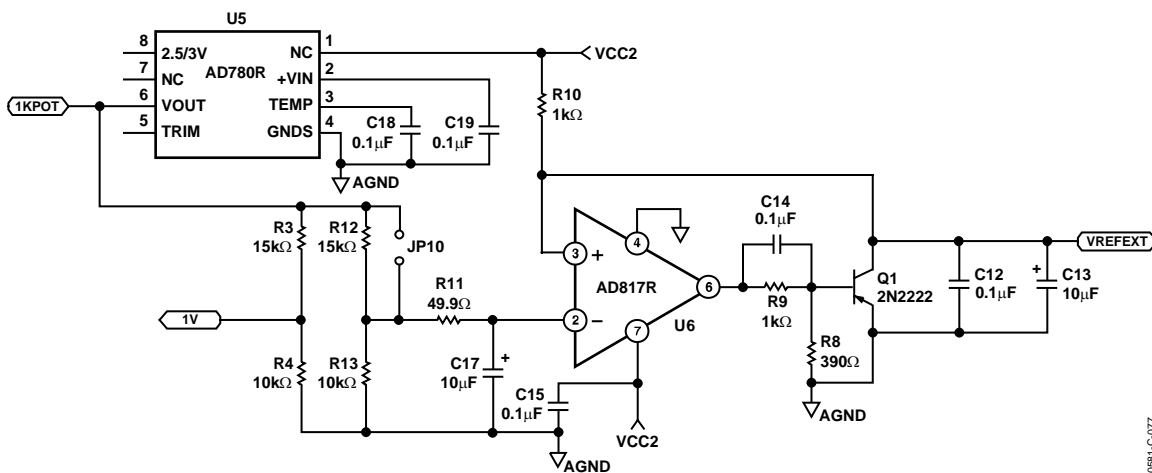 U5
AD780R
8 2.5/3V
7 NC
6 VOUT
5 TRIM
NC 1
+VIN 2
TEMP 3
GNDS 4
1KPOT
VCC2
R10
1kΩ
C18
0.1µF
C19
0.1µF
AGND
R3
15kΩ
R12
15kΩ
JP10
R11
49.9Ω
1V
R4
10kΩ
R13
10kΩ
C17
10µF
+
C15
0.1µF
AGND
3 +
2 −
4
6
7
AD817R
U6
VCC2
C14
0.1µF
R9
1kΩ
R8
390Ω
AGND
Q1
2N2222
C12
0.1µF
+
C13
10µF
VREFEXT
0581-C-077